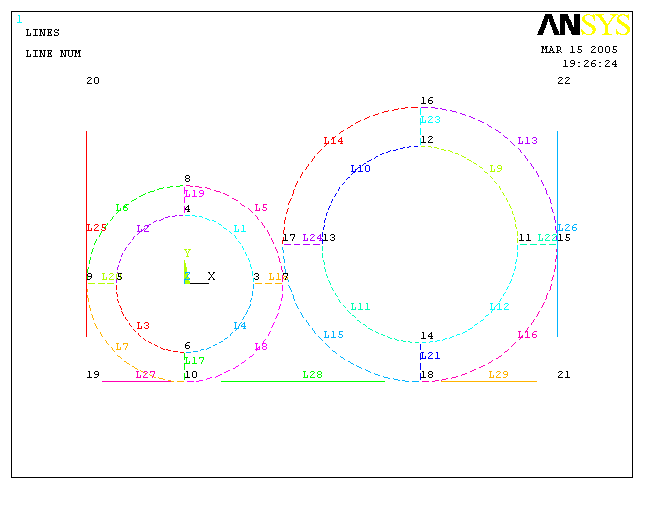 1
ANSYS
LINES
MAR 15 2005
LINE NUM
19:26:24
20 22
16
L23
L14 L13
12
L10 L9
8
L19
L6 L5
4
L25 L2 L1 L26
17 L24 13 11 L22 15
Y
Z X
9 5 3 7
L11 L12
L3 L4
L15 L16
14
6
L7 L8
L21
L17
19 L27 10 L28 18 L29 21